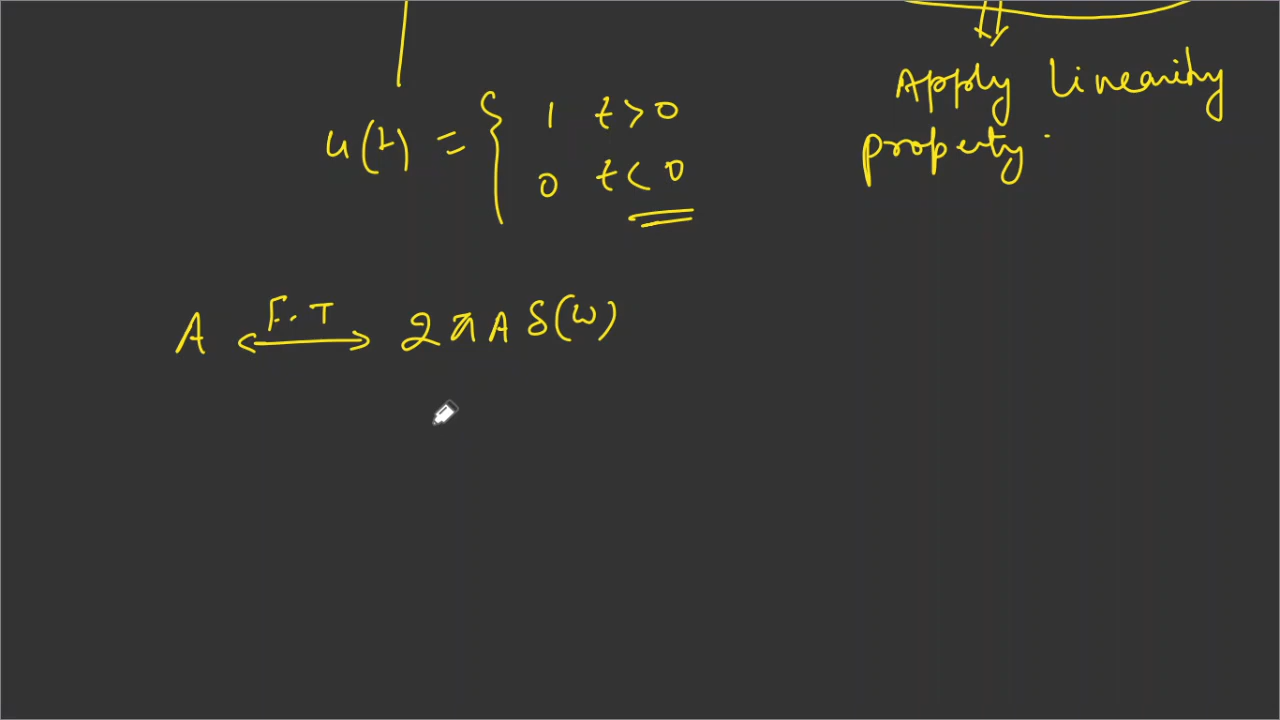 u(t) = { 1 t > 0
0 t < 0
Apply linearity
property.
A <--F.T--> 2πA δ(ω)